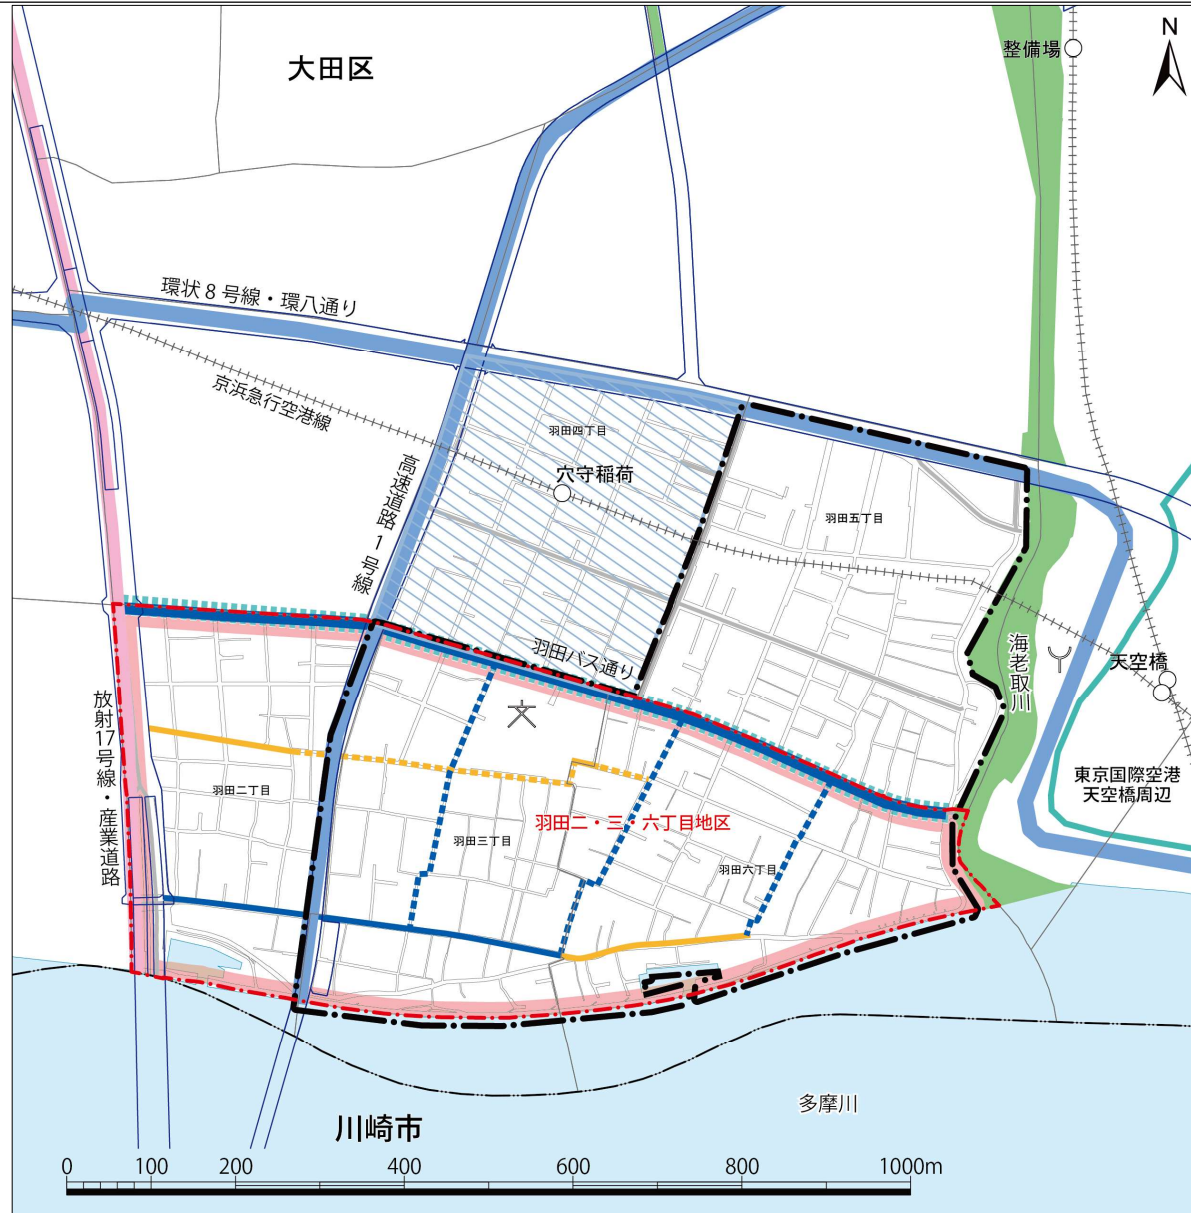 大田区
整備場
N
環状8号線・環八通り
京浜急行空港線
羽田四丁目
穴守稲荷
高速道路1号線
羽田五丁目
羽田バス通り
海老取川
天空橋
放射17号線・産業道路
東京国際空港
天空橋周辺
羽田二丁目
羽田三丁目
羽田二・三・六丁目地区
羽田六丁目
川崎市
多摩川
0 100 200 400 600 800 1000m